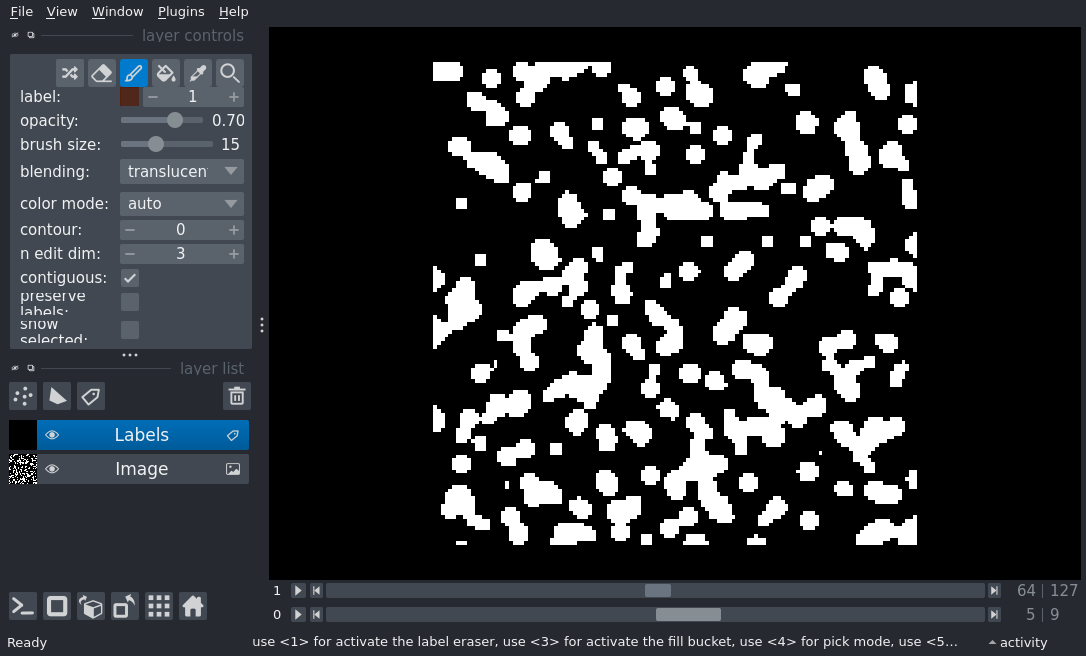 File View Window Plugins Help
layer controls
label: 1
opacity: 0.70
brush size: 15
blending: translucen
color mode: auto
contour: 0
n edit dim: 3
contiguous:
preserve
labels:
show
selected:
layer list
Labels
Image
1 64 | 127
0 5 | 9
Ready use <1> for activate the label eraser, use <3> for activate the fill bucket, use <4> for pick mode, use <5... activity